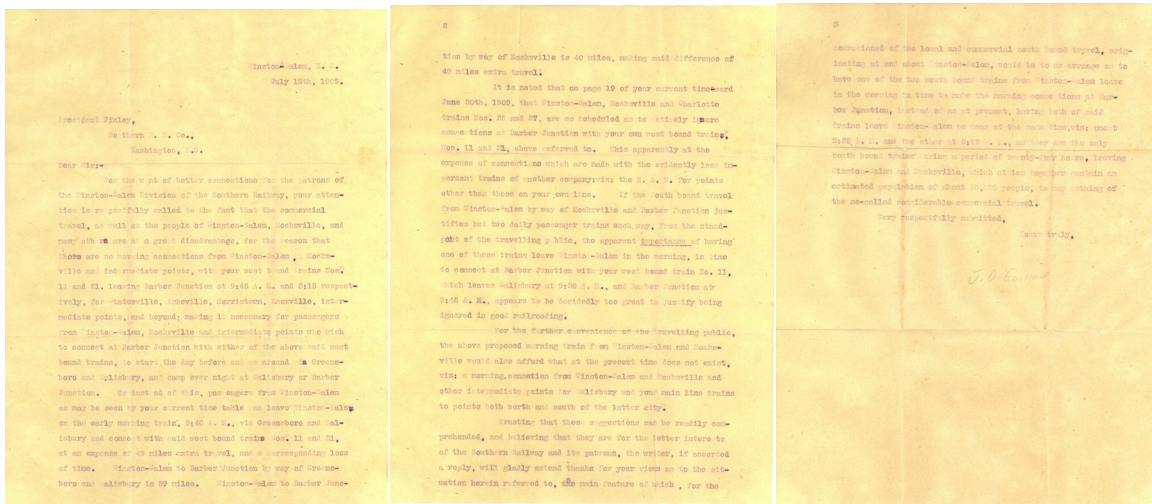 Winston-Salem, N. C.
July 12th, 1909.
President Finley,
Southern R. R. Co.,
Washington, D.C.
Dear Sir:-
For the want of better connections for the patrons of
the Winston-Salem Division of the Southern Railway, your atten-
tion is respectfully called to the fact that the commercial
travel, as well as the people of Winston-Salem, Mocksville, and
many others are at a great disadvantage, for the reason that
there are no morning connections from Winston-Salem, Mocks-
ville and intermediate points, with your west bound trains Nos.
11 and 21, leaving Barber Junction at 9:45 A. M. and 3:15 respect-
ively, for Statesville, Asheville, Morristown, Knoxville, inter-
mediate points, and beyond; making it necessary for passengers
from Winston-Salem, Mocksville and intermediate points who wish
to connect at Barber Junction with either of the above said west
bound trains, to start the day before and go around via Greens-
boro and Salisbury, and camp over night at Salisbury or Barber
Junction. Or instead of this, passengers from Winston-Salem
as may be seen by your current time table can leave Winston-Salem
on the early morning train, 5:40 A. M., via Greensboro and Sal-
isbury and connect with said west bound trains Nos. 11 and 21,
at an expense of 49 miles extra travel, and a corresponding loss
of time. Winston-Salem to Barber Junction by way of Greens-
boro and Salisbury is 89 miles. Winston-Salem to Barber Junc-
2
tion by way of Mocksville is 40 miles, making said difference of
49 miles extra travel.
It is noted that on page 19 of your current timecard
June 20th, 1909, that Winston-Salem, Mocksville and Charlotte
trains Nos. 25 and 27, are so scheduled as to entirely ignore
connections at Barber Junction with your own west bound trains,
Nos. 11 and 21, above referred to. This apparently at the
expense of connections which are made with the evidently less im-
portant trains of another company:vis: the N. & W. for points
other than those on your own line. If the south bound travel
from Winston-Salem by way of Mocksville and Barber Junction jus-
tifies but two daily passenger trains each way, from the stand-
point of the travelling public, the apparent importance of having
one of these trains leave Winston-Salem in the morning, in time
to connect at Barber Junction with your west bound train No. 11,
which leaves Salisbury at 9:20 A. M., and Barber Junction at
9:45 A. M., appears to be decidedly too great to justify being
ignored in good railroading.
For the further convenience of the travelling public,
the above proposed morning train from Winston-Salem and Mocks-
ville would also afford what at the present time does not exist,
vis: a morning connection from Winston-Salem and Mocksville and
other intermediate points for Salisbury and your main line trains
to points both north and south of the latter city.
Trusting that these suggestions can be readily com-
prehended, and believing that they are for the better interests
of the Southern Railway and its patrons, the writer, if accorded
a reply, will gladly extend thanks for your views as to the sit-
uation herein referred to, the main feature of which, for the
3
of the local and commercial south bound travel, orig-
inating at and about Winston-Salem, would be to so arrange as to
have one of the two south bound trains from Winston-Salem leave
in the morning in time to make the morning connections at Bar-
ber Junction, instead of as at present, having both of said
trains leave Winston-Salem so near at the same time,vis: one at
P. M. and the other at P. M., as they are the only
south bound trains during a period of twenty-four hours, leaving
Winston-Salem and Mocksville, which cities together contain an
estimated population of about people, to say nothing of
the so-called considerable commercial travel.
Very respectfully submitted,
Yours truly,